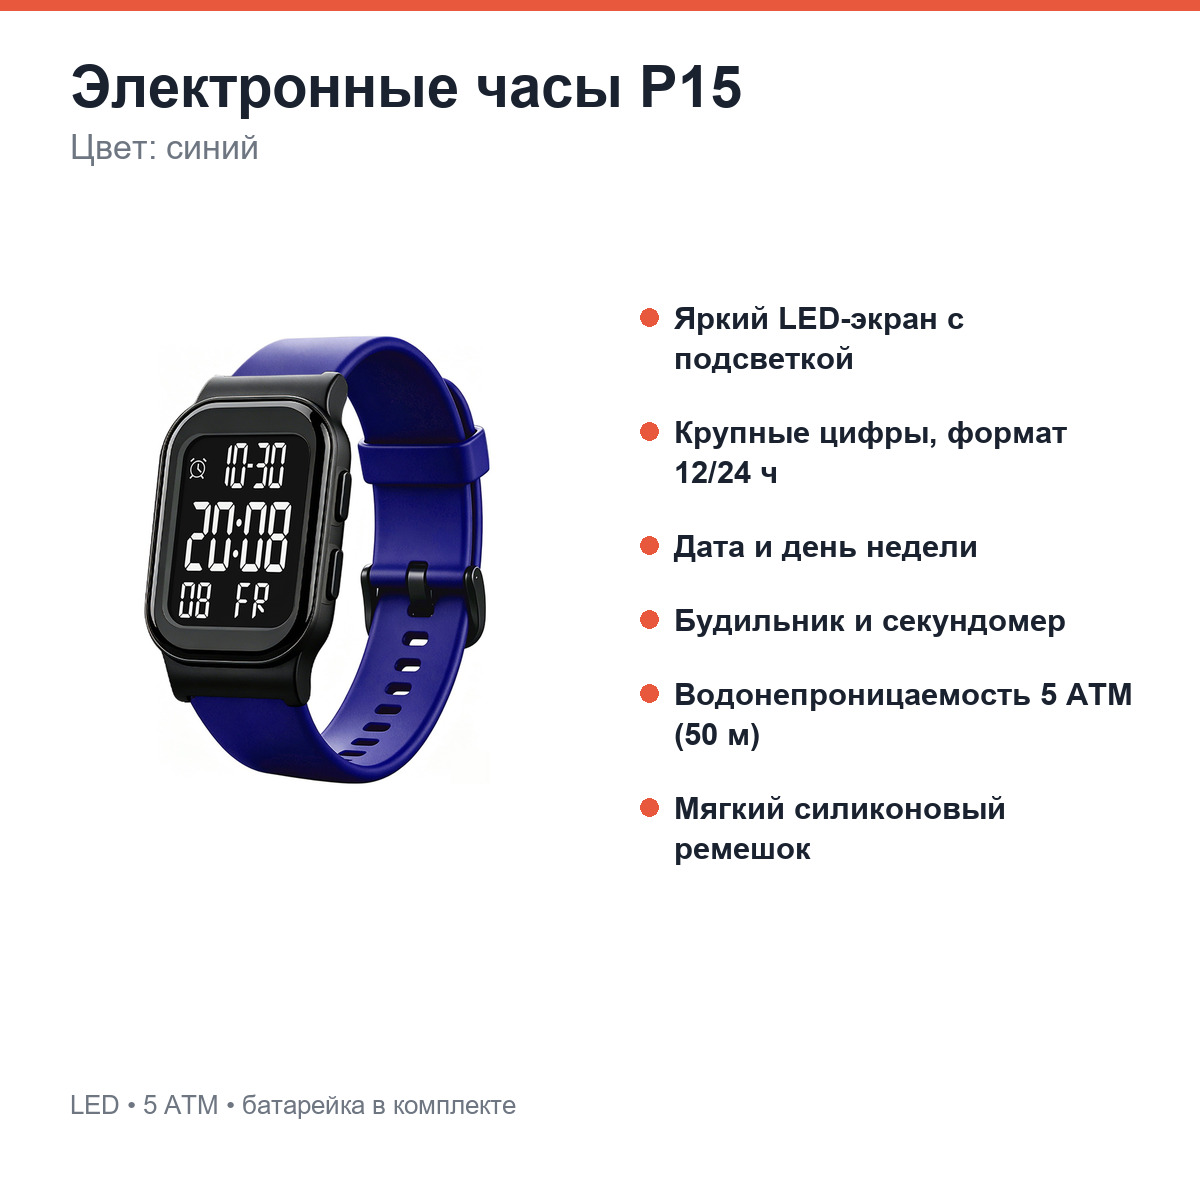 Электронные часы P15
Цвет: синий
Яркий LED-экран с
подсветкой
Крупные цифры, формат
12/24 ч
Дата и день недели
Будильник и секундомер
Водонепроницаемость 5 ATM
(50 м)
Мягкий силиконовый
ремешок
10:30
20:08
08 FR
LED • 5 ATM • батарейка в комплекте